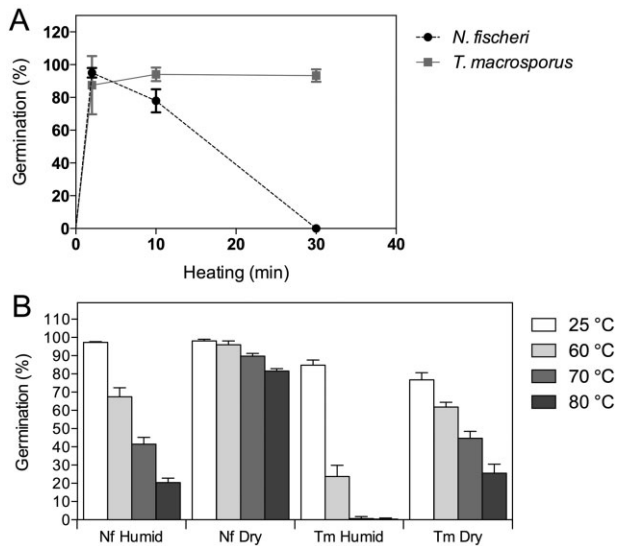 A
120
100
80
60
40
20
0
Germination (%)
0 10 20 30 40
Heating (min)
N. fischeri
T. macrosporus
B
110
100
90
80
70
60
50
40
30
20
10
0
Germination (%)
Nf Humid Nf Dry Tm Humid Tm Dry
25 °C
60 °C
70 °C
80 °C